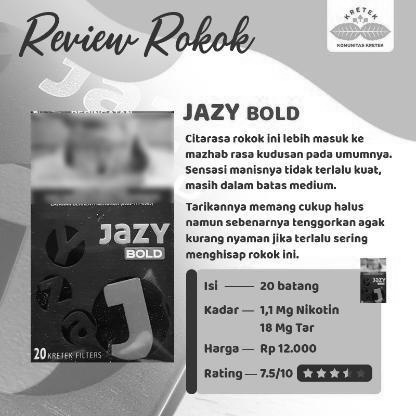 Review Rokok
KRETEK
KOMUNITAS KRETEK
JAZY BOLD
Citarasa rokok ini lebih masuk ke
mazhab rasa kudusan pada umumnya.
Sensasi manisnya tidak terlalu kuat,
masih dalam batas medium.
Tarikannya memang cukup halus
namun sebenarnya tenggorkan agak
kurang nyaman jika terlalu sering
menghisap rokok ini.
PERINGATAN
JaZY
BOLD
20 KRETEK FILTERS
Isi — 20 batang
Kadar — 1,1 Mg Nikotin
18 Mg Tar
Harga — Rp 12.000
Rating — 7.5/10